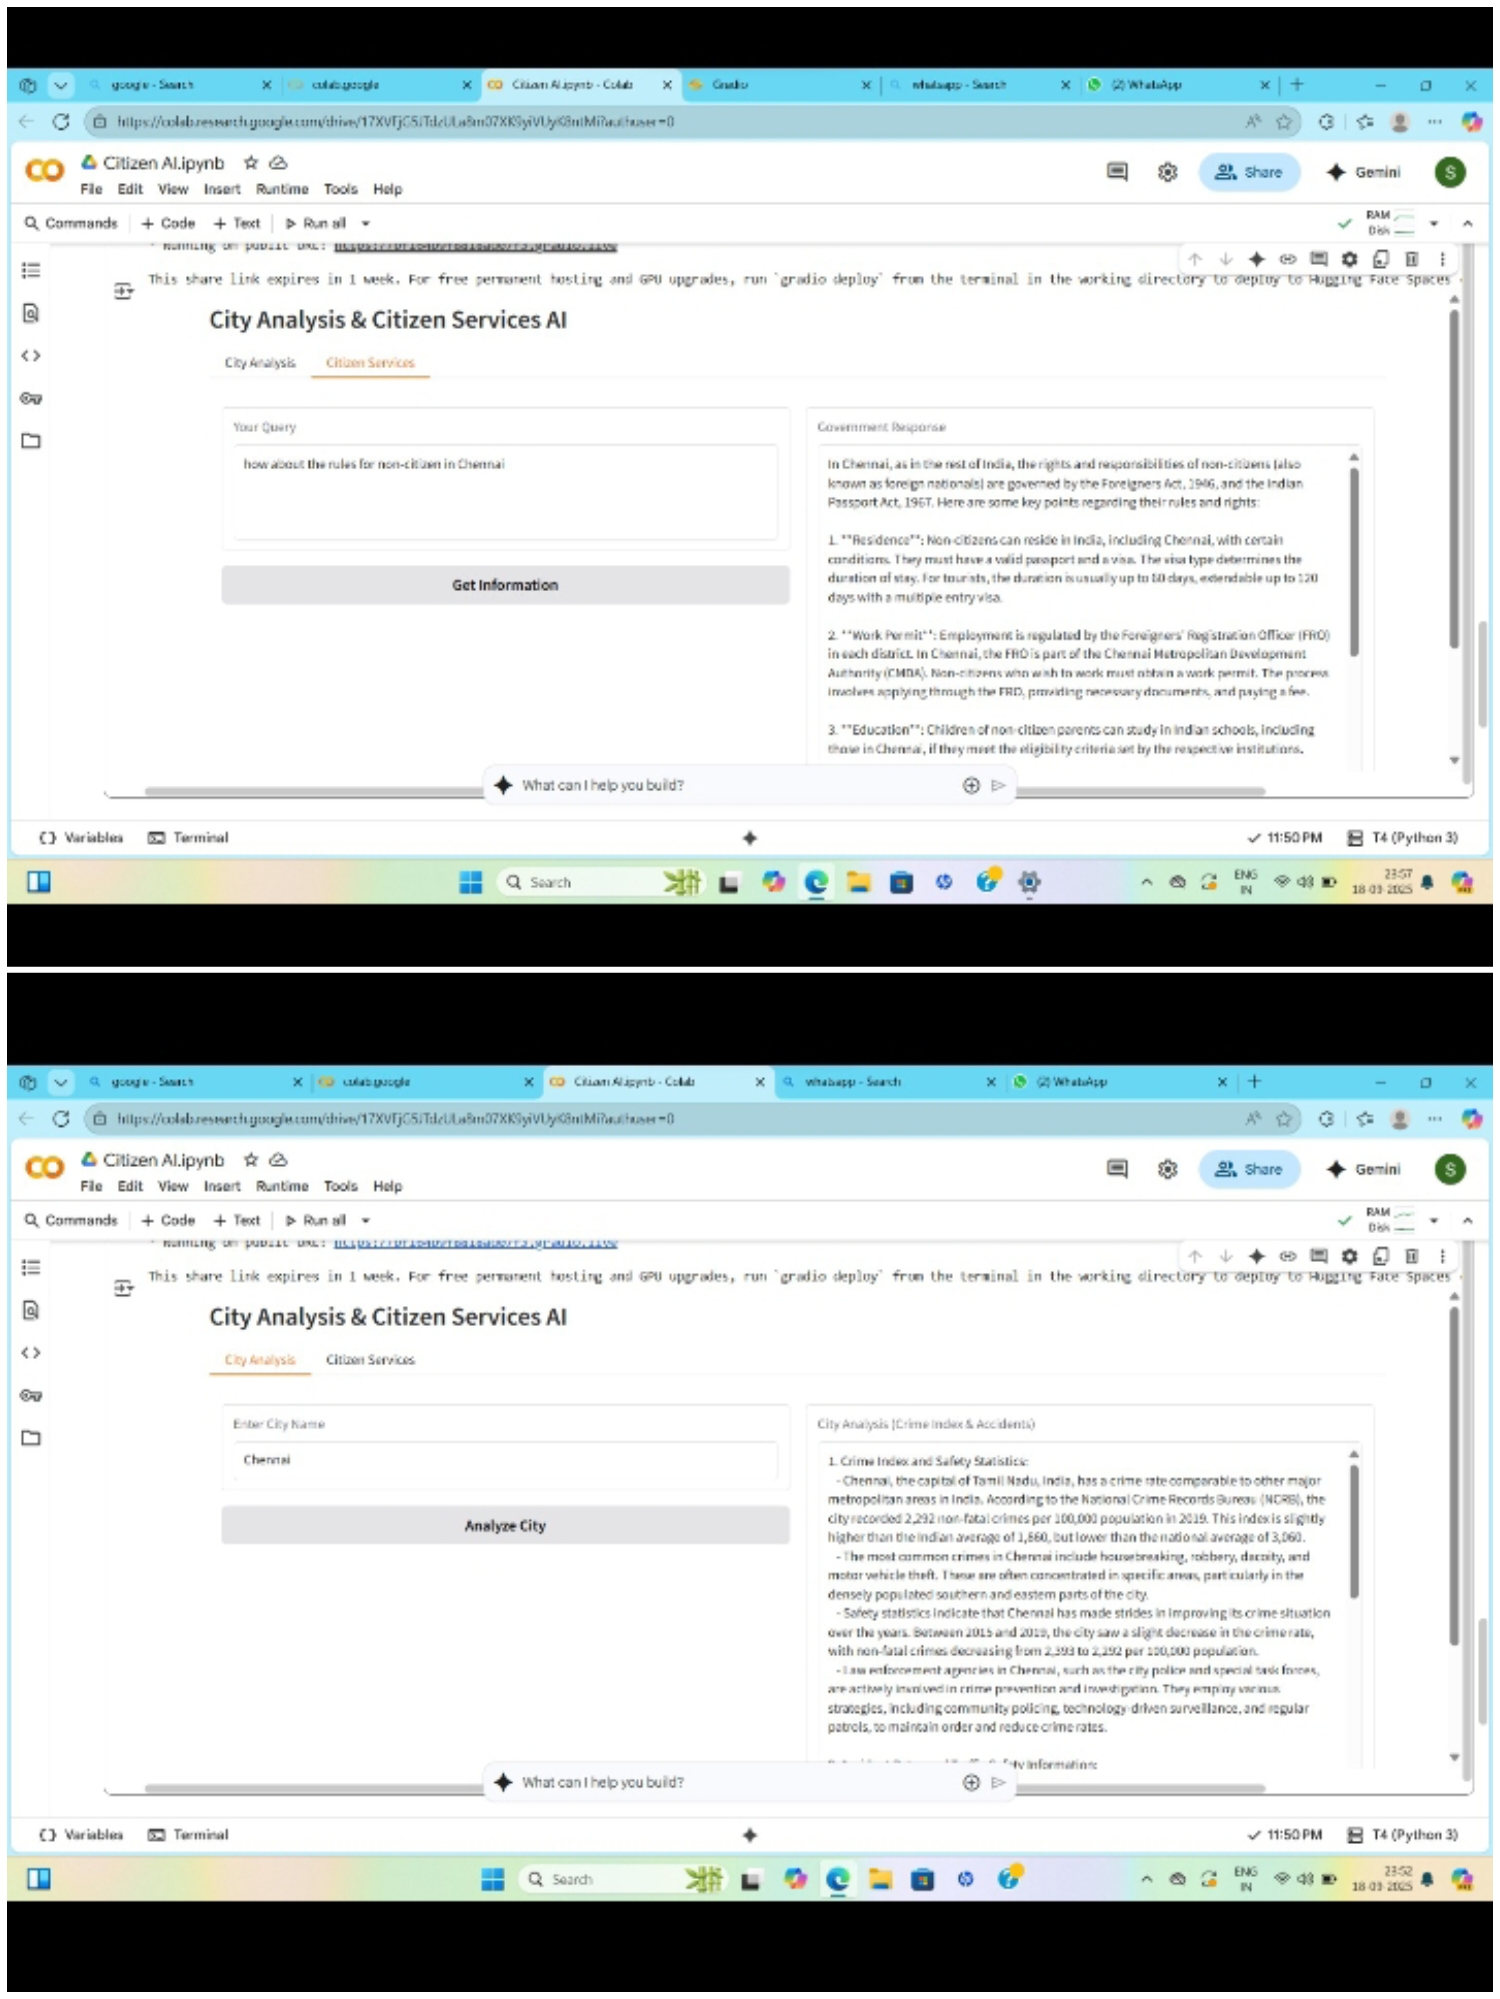 google - Search
colab.google
Citizen AI.ipynb - Colab
Gradio
whatsapp - Search
(2) WhatsApp
Citizen AI.ipynb
File Edit View Insert Runtime Tools Help
Share
Gemini
S
Commands + Code + Text Run all
RAM
Disk
Running on public URL:
This share link expires in 1 week. For free permanent hosting and GPU upgrades, run `gradio deploy` from the terminal in the working directory to deploy to Hugging Face Spaces
City Analysis & Citizen Services AI
City Analysis
Citizen Services
Your Query
how about the rules for non-citizen in Chennai
Get Information
Government Response
In Chennai, as in the rest of India, the rights and responsibilities of non-citizens (also
known as foreign nationals) are governed by the Foreigners Act, 1946, and the Indian
Passport Act, 1967. Here are some key points regarding their rules and rights:
1. **Residence**: Non-citizens can reside in India, including Chennai, with certain
conditions. They must have a valid passport and a visa. The visa type determines the
duration of stay. For tourists, the duration is usually up to 60 days, extendable up to 120
days with a multiple entry visa.
2. **Work Permit**: Employment is regulated by the Foreigners' Registration Officer (FRO)
in each district. In Chennai, the FRO is part of the Chennai Metropolitan Development
Authority (CMDA). Non-citizens who wish to work must obtain a work permit. The process
involves applying through the FRO, providing necessary documents, and paying a fee.
3. **Education**: Children of non-citizen parents can study in Indian schools, including
those in Chennai, if they meet the eligibility criteria set by the respective institutions.
What can I help you build?
Variables
Terminal
11:50 PM
T4 (Python 3)
Search
ENG
IN
23:57
18-09-2025
google - Search
colab.google
Citizen AI.ipynb - Colab
whatsapp - Search
(2) WhatsApp
Citizen AI.ipynb
File Edit View Insert Runtime Tools Help
Share
Gemini
S
Commands + Code + Text Run all
RAM
Disk
Running on public URL:
This share link expires in 1 week. For free permanent hosting and GPU upgrades, run `gradio deploy` from the terminal in the working directory to deploy to Hugging Face Spaces
City Analysis & Citizen Services AI
City Analysis
Citizen Services
Enter City Name
Chennai
Analyze City
City Analysis (Crime Index & Accidents)
1. Crime Index and Safety Statistics:
- Chennai, the capital of Tamil Nadu, India, has a crime rate comparable to other major
metropolitan areas in India. According to the National Crime Records Bureau (NCRB), the
city recorded 2,292 non-fatal crimes per 100,000 population in 2019. This index is slightly
higher than the Indian average of 1,660, but lower than the national average of 3,060.
- The most common crimes in Chennai include housebreaking, robbery, dacoity, and
motor vehicle theft. These are often concentrated in specific areas, particularly in the
densely populated southern and eastern parts of the city.
- Safety statistics indicate that Chennai has made strides in improving its crime situation
over the years. Between 2015 and 2019, the city saw a slight decrease in the crime rate,
with non-fatal crimes decreasing from 2,393 to 2,292 per 100,000 population.
- Law enforcement agencies in Chennai, such as the city police and special task forces,
are actively involved in crime prevention and investigation. They employ various
strategies, including community policing, technology-driven surveillance, and regular
patrols, to maintain order and reduce crime rates.
Information:
What can I help you build?
Variables
Terminal
11:50 PM
T4 (Python 3)
Search
ENG
IN
23:52
18-09-2025